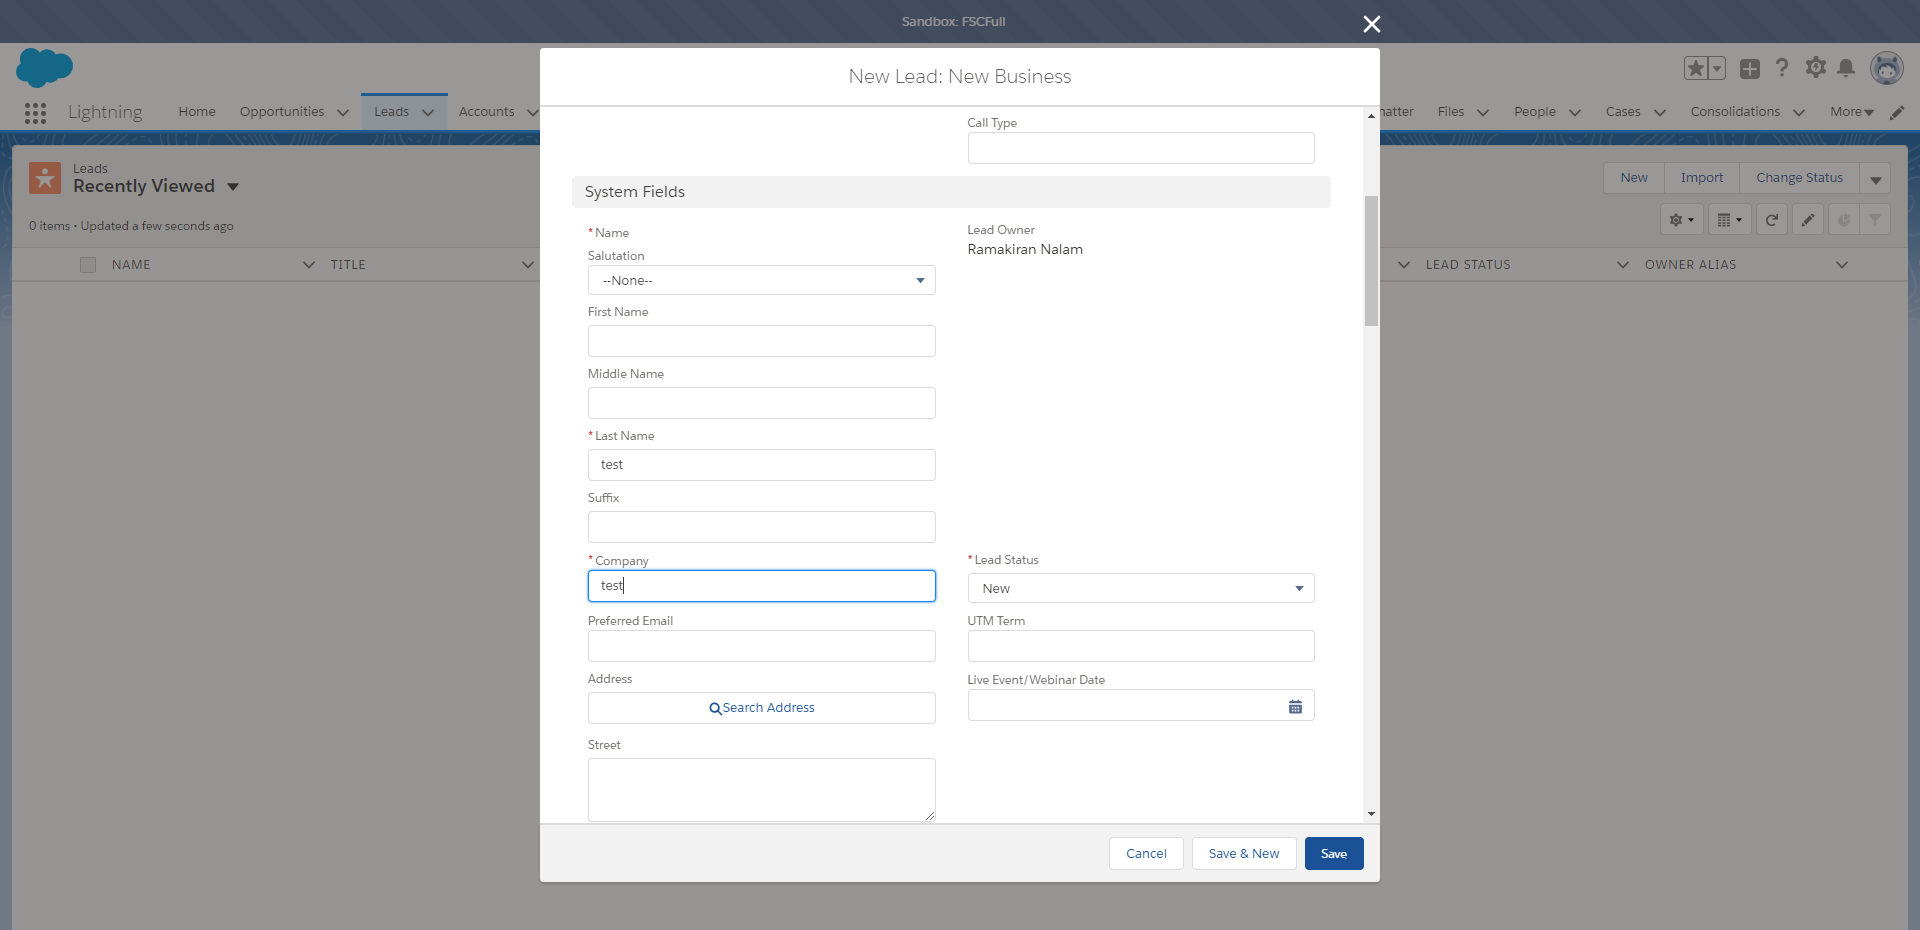 Sandbox: FSCFull
New Lead: New Business
Lightning
Home
Opportunities
Leads
Accounts
Files
People
Cases
Consolidations
More
Leads
Recently Viewed
0 items • Updated a few seconds ago
New
Import
Change Status
NAME
TITLE
LEAD STATUS
OWNER ALIAS
Call Type
System Fields
*Name
Lead Owner
Ramakiran Nalam
Salutation
--None--
First Name
Middle Name
*Last Name
test
Suffix
*Company
test
*Lead Status
New
Preferred Email
UTM Term
Address
Search Address
Live Event/Webinar Date
Street
Cancel
Save & New
Save